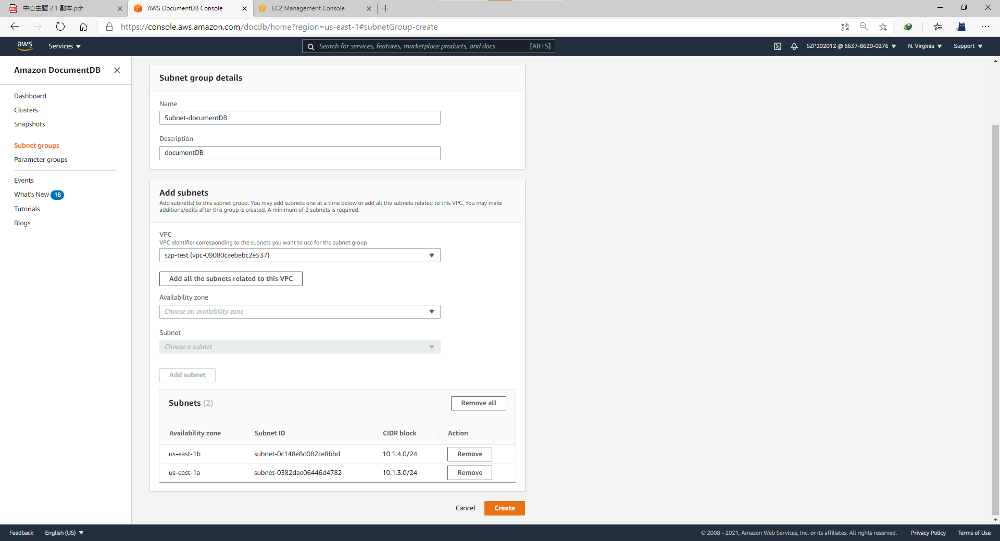 中心主题 2 1 副本.pdf
AWS DocumentDB Console
EC2 Management Console
https://console.aws.amazon.com/docdb/home?region=us-east-1#subnetGroup-create
aws
Services
Search for services, features, marketplace products, and docs
[Alt+S]
SZP202012 @ 6637-8629-0276
N. Virginia
Support
Amazon DocumentDB
Dashboard
Clusters
Snapshots
Subnet groups
Parameter groups
Events
What's New 18
Tutorials
Blogs
Subnet group details
Name
Subnet-documentDB
Description
documentDB
Add subnets
Add subnet(s) to this subnet group. You may add subnets one at a time below or add all the subnets related to this VPC. You may make
additions/edits after this group is created. A minimum of 2 subnets is required.
VPC
VPC Identifier corresponding to the subnets you want to use for the subnet group
szp-test (vpc-09080caebebc2e537)
Add all the subnets related to this VPC
Availability zone
Choose an availability zone
Subnet
Choose a subnet
Add subnet
Subnets (2)
Remove all
Availability zone
Subnet ID
CIDR block
Action
us-east-1b
subnet-0c148e8d082ce8bbd
10.1.4.0/24
Remove
us-east-1a
subnet-0382dae06446d4782
10.1.3.0/24
Remove
Cancel
Create
Feedback
English (US)
© 2008 - 2021, Amazon Web Services, Inc. or its affiliates. All rights reserved.
Privacy Policy
Terms of Use